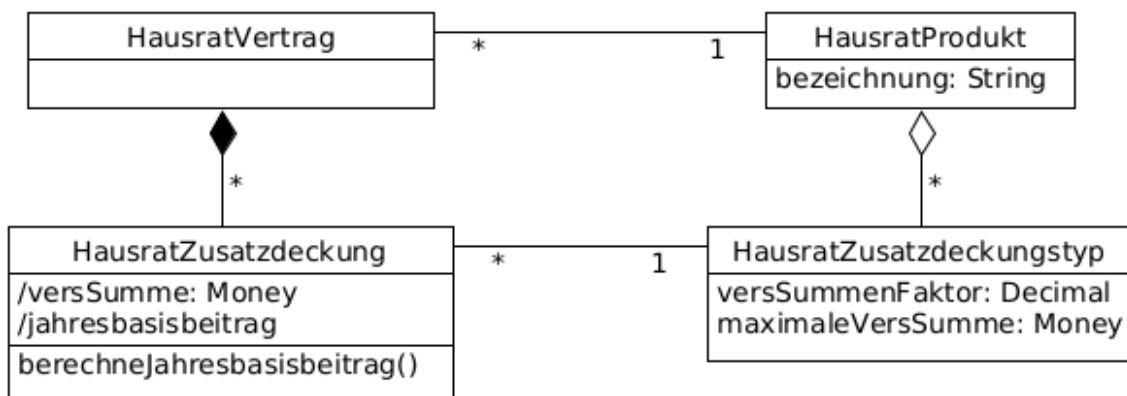 HausratVertrag
* 1
HausratProdukt
bezeichnung: String
*
*
HausratZusatzdeckung
/versSumme: Money
/jahresbasisbeitrag
berechneJahresbasisbeitrag()
* 1
HausratZusatzdeckungstyp
versSummenFaktor: Decimal
maximaleVersSumme: Money